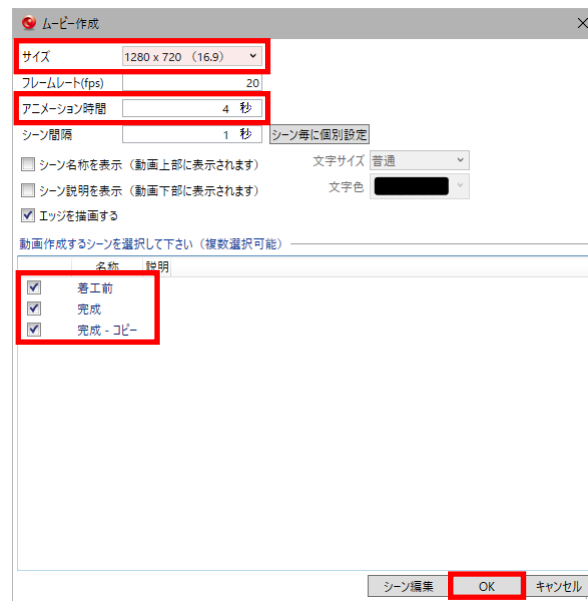 ムービー作成
サイズ 1280 x 720 （16.9）
フレームレート(fps) 20
アニメーション時間 4 秒
シーン間隔 1 秒 シーン毎に個別設定
シーン名称を表示（動画上部に表示されます） 文字サイズ 普通
シーン説明を表示（動画下部に表示されます） 文字色
エッジを描画する
動画作成するシーンを選択して下さい（複数選択可能）
名称 説明
着工前
完成
完成 - コピー
シーン編集 OK キャンセル